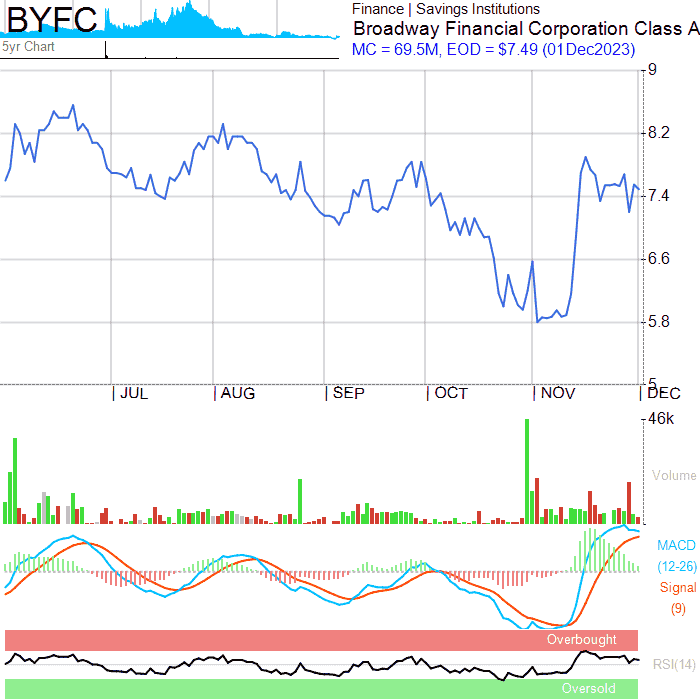 BYFC
5yr Chart
Finance | Savings Institutions
Broadway Financial Corporation Class A
MC = 69.5M, EOD = $7.49 (01Dec2023)
9
8.2
7.4
6.6
5.8
5
JUL
AUG
SEP
OCT
NOV
DEC
46k
Volume
MACD
(12-26)
Signal
(9)
Overbought
RSI(14)
Oversold